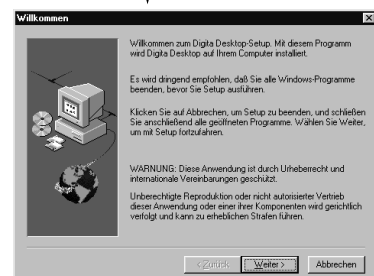 Willkommen
Willkommen zum Digita Desktop-Setup. Mit diesem Programm
wird Digita Desktop auf Ihrem Computer installiert.
Es wird dringend empfohlen, daß Sie alle Windows-Programme
beenden, bevor Sie Setup ausführen.
Klicken Sie auf Abbrechen, um Setup zu beenden, und schließen
Sie anschließend alle geöffneten Programme. Wählen Sie Weiter,
um mit Setup fortzufahren.
WARNUNG: Diese Anwendung ist durch Urheberrecht und
internationale Vereinbarungen geschützt.
Unberechtigte Reproduktion oder nicht autorisierter Vertrieb
dieser Anwendung oder einer ihrer Komponenten wird gerichtlich
verfolgt und kann zu erheblichen Strafen führen.
< Zurück Weiter > Abbrechen